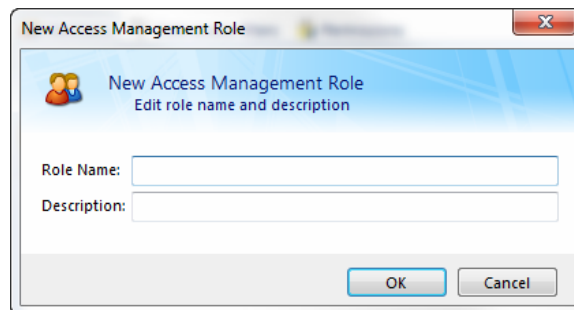 New Access Management Role
New Access Management Role
Edit role name and description
Role Name:
Description:
OK
Cancel